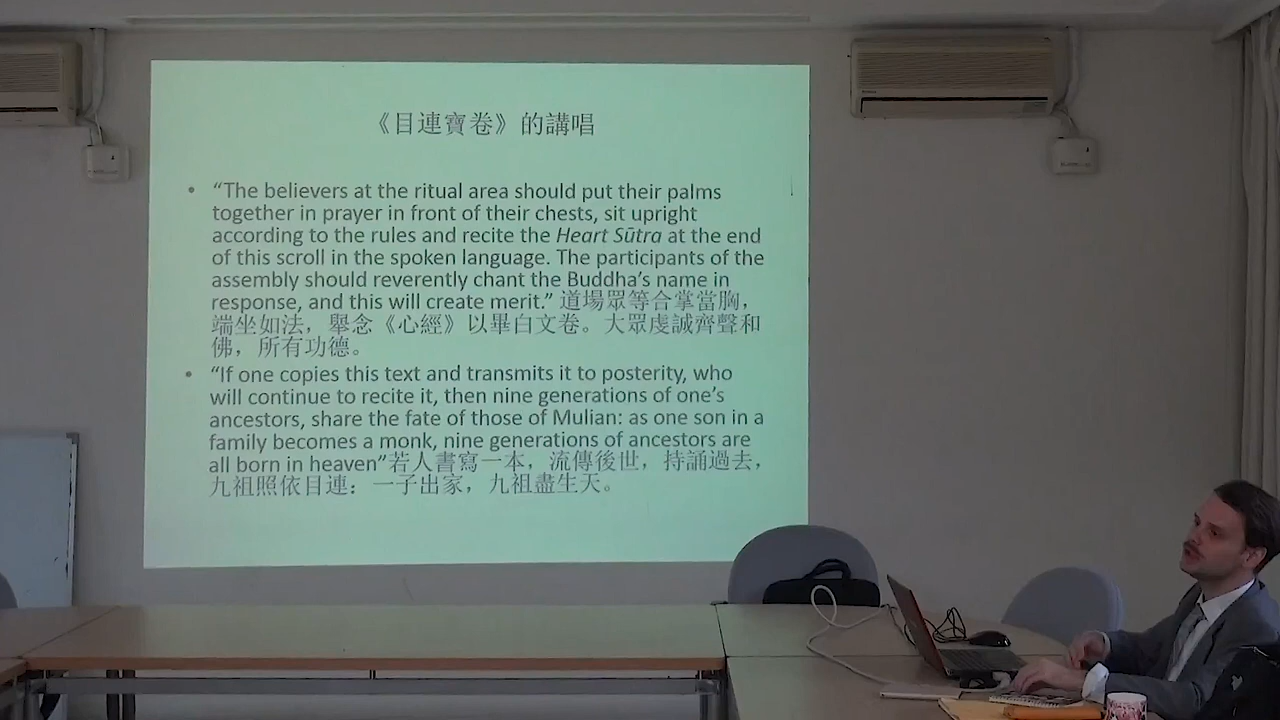 《目連寶卷》的講唱
• “The believers at the ritual area should put their palms
together in prayer in front of their chests, sit upright
according to the rules and recite the Heart Sūtra at the end
of this scroll in the spoken language. The participants of the
assembly should reverently chant the Buddha’s name in
response, and this will create merit.” 道場眾等合掌當胸，
端坐如法，舉念《心經》以畢白文卷。大眾虔誠齊聲和
佛，所有功德。
• “If one copies this text and transmits it to posterity, who
will continue to recite it, then nine generations of one’s
ancestors, share the fate of those of Mulian: as one son in a
family becomes a monk, nine generations of ancestors are
all born in heaven”若人書寫一本，流傳後世，持誦過去，
九祖照依目連：一子出家，九祖盡生天。